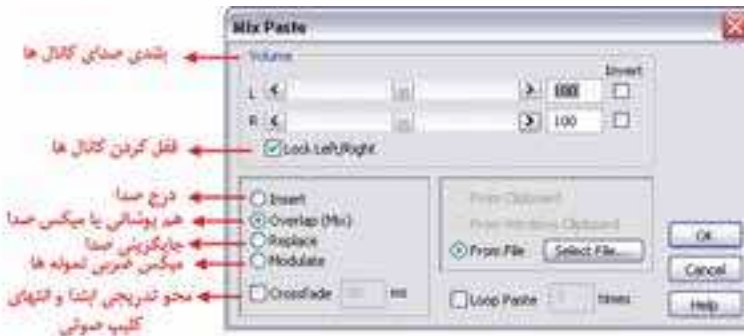 Mix Paste
بلندی صدای کانال ها
Volume
Invert
L 100
R 100
قفل کردن کانال ها
Lock Left/Right
درج صدا
Insert
From Clipboard
هم پوشانی یا میکس صدا
Overlap (Mix)
From Windows Clipboard
جایگزینی صدا
Replace
From File Select File...
میکس ضربی نمونه ها
Modulate
محو تدریجی ابتدا و انتهای
کلیپ صوتی
Crossfade ms
Loop Paste times
OK
Cancel
Help